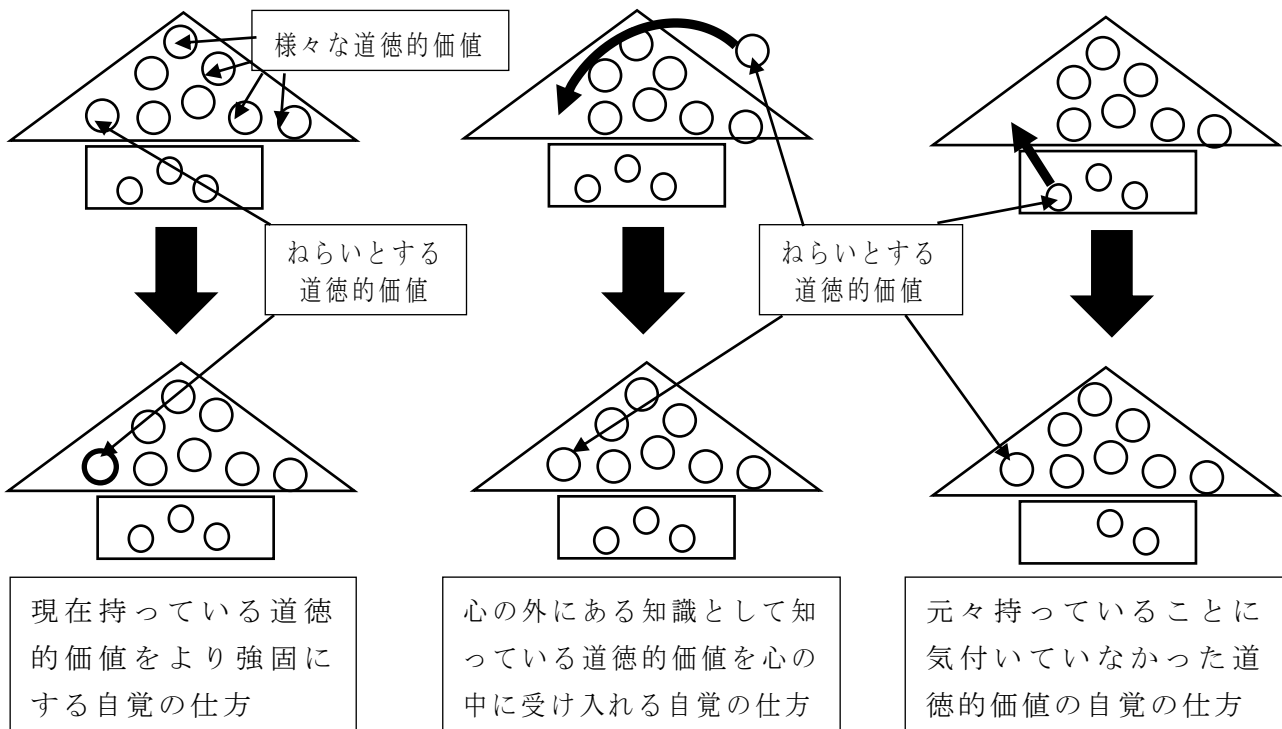 様々な道徳的価値
ねらいとする
道徳的価値
ねらいとする
道徳的価値
現在持っている道徳
的価値をより強固に
する自覚の仕方
心の外にある知識として知
っている道徳的価値を心の
中に受け入れる自覚の仕方
元々持っていることに
気付いていなかった道
徳的価値の自覚の仕方